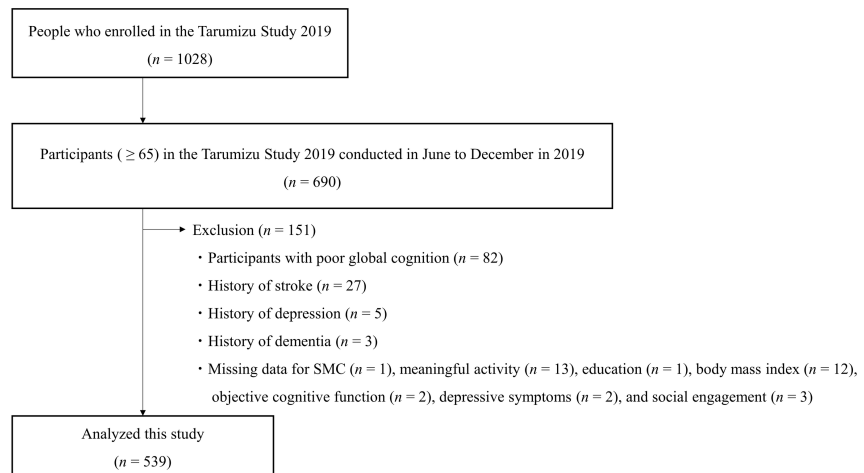 People who enrolled in the Tarumizu Study 2019
(n = 1028)
Participants ( ≥ 65) in the Tarumizu Study 2019 conducted in June to December in 2019
(n = 690)
Exclusion (n = 151)
・Participants with poor global cognition (n = 82)
・History of stroke (n = 27)
・History of depression (n = 5)
・History of dementia (n = 3)
・Missing data for SMC (n = 1), meaningful activity (n = 13), education (n = 1), body mass index (n = 12),
objective cognitive function (n = 2), depressive symptoms (n = 2), and social engagement (n = 3)
Analyzed this study
(n = 539)